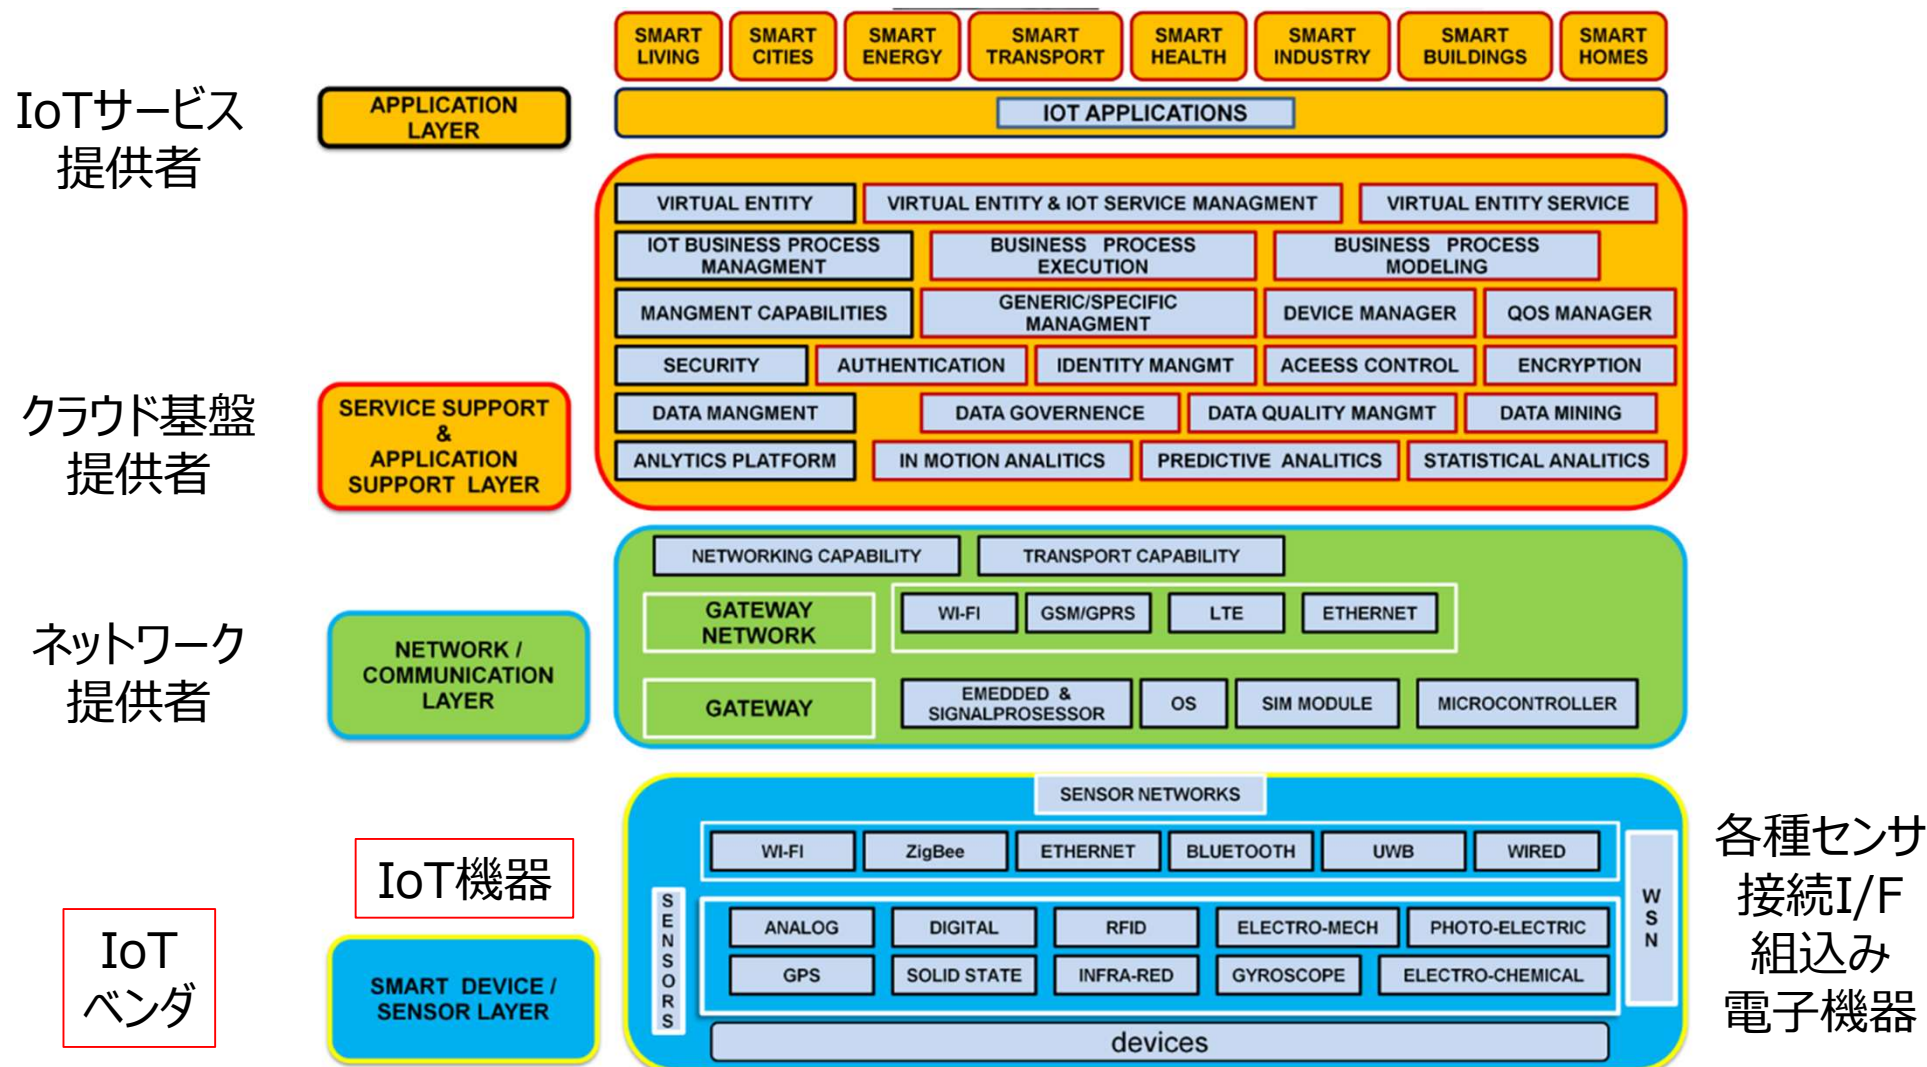 SMART
LIVING
SMART
CITIES
SMART
ENERGY
SMART
TRANSPORT
SMART
HEALTH
SMART
INDUSTRY
SMART
BUILDINGS
SMART
HOMES
IoTサービス
提供者
APPLICATION
LAYER
IOT APPLICATIONS
VIRTUAL ENTITY
VIRTUAL ENTITY & IOT SERVICE MANAGMENT
VIRTUAL ENTITY SERVICE
IOT BUSINESS PROCESS
MANAGMENT
BUSINESS PROCESS
EXECUTION
BUSINESS PROCESS
MODELING
MANGMENT CAPABILITIES
GENERIC/SPECIFIC
MANAGMENT
DEVICE MANAGER
QOS MANAGER
SECURITY
AUTHENTICATION
IDENTITY MANGMT
ACEESS CONTROL
ENCRYPTION
クラウド基盤
提供者
SERVICE SUPPORT
&
APPLICATION
SUPPORT LAYER
DATA MANGMENT
DATA GOVERNENCE
DATA QUALITY MANGMT
DATA MINING
ANLYTICS PLATFORM
IN MOTION ANALITICS
PREDICTIVE ANALITICS
STATISTICAL ANALITICS
ネットワーク
提供者
NETWORK /
COMMUNICATION
LAYER
NETWORKING CAPABILITY
TRANSPORT CAPABILITY
GATEWAY
NETWORK
WI-FI
GSM/GPRS
LTE
ETHERNET
GATEWAY
EMEDDED &
SIGNALPROSESSOR
OS
SIM MODULE
MICROCONTROLLER
IoT
ベンダ
IoT機器
SMART DEVICE /
SENSOR LAYER
SENSOR NETWORKS
WI-FI
ZigBee
ETHERNET
BLUETOOTH
UWB
WIRED
SENSORS
ANALOG
DIGITAL
RFID
ELECTRO-MECH
PHOTO-ELECTRIC
GPS
SOLID STATE
INFRA-RED
GYROSCOPE
ELECTRO-CHEMICAL
WSN
devices
各種センサ
接続I/F
組込み
電子機器